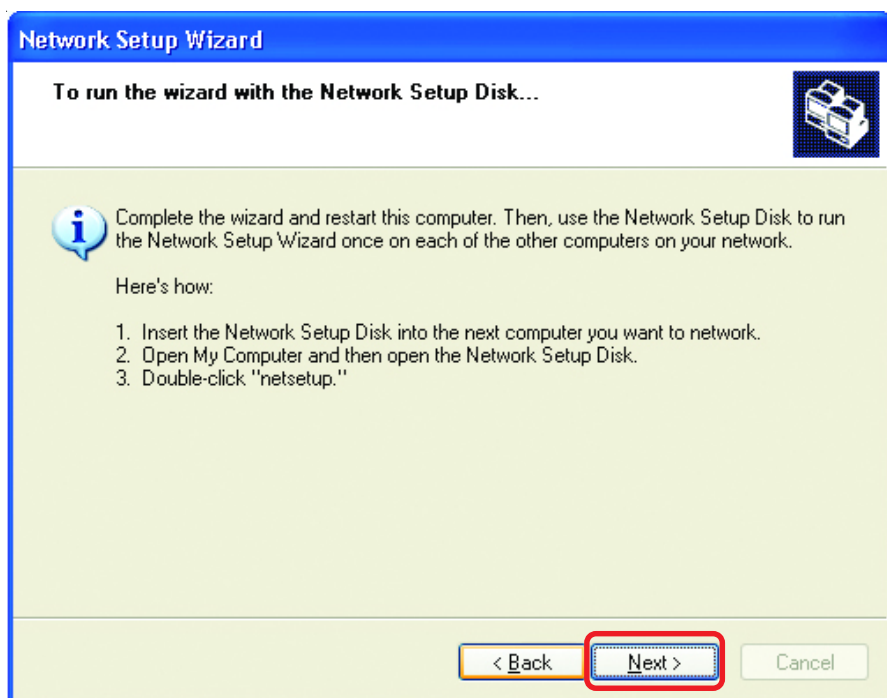 Network Setup Wizard
To run the wizard with the Network Setup Disk...
Complete the wizard and restart this computer. Then, use the Network Setup Disk to run
the Network Setup Wizard once on each of the other computers on your network.
Here's how:
1. Insert the Network Setup Disk into the next computer you want to network.
2. Open My Computer and then open the Network Setup Disk.
3. Double-click "netsetup."
< Back
Next >
Cancel